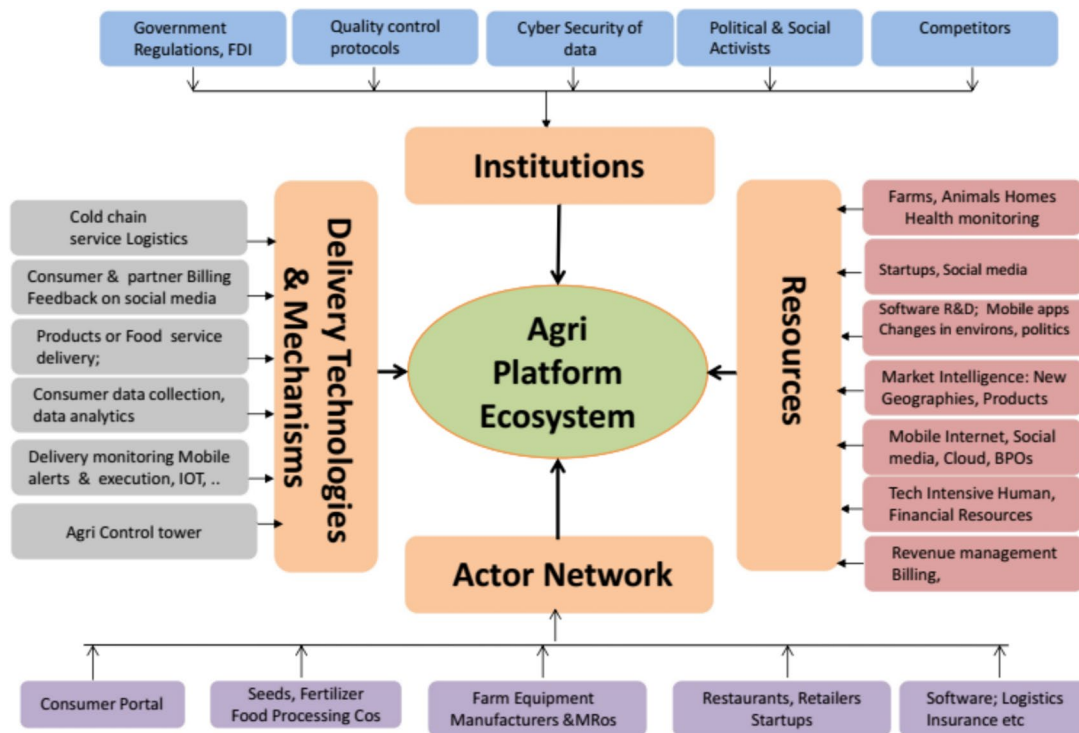 Government
Regulations, FDI
Quality control
protocols
Cyber Security of
data
Political & Social
Activists
Competitors
Institutions
Cold chain
service Logistics
Consumer & partner Billing
Feedback on social media
Products or Food service
delivery;
Consumer data collection,
data analytics
Delivery monitoring Mobile
alerts & execution, IOT, ..
Agri Control tower
Delivery Technologies
& Mechanisms
Agri
Platform
Ecosystem
Resources
Farms, Animals Homes
Health monitoring
Startups, Social media
Software R&D; Mobile apps
Changes in environs, politics
Market Intelligence: New
Geographies, Products
Mobile Internet, Social
media, Cloud, BPOs
Tech Intensive Human,
Financial Resources
Revenue management
Billing,
Actor Network
Consumer Portal
Seeds, Fertilizer
Food Processing Cos
Farm Equipment
Manufacturers &MRos
Restaurants, Retailers
Startups
Software; Logistics
Insurance etc